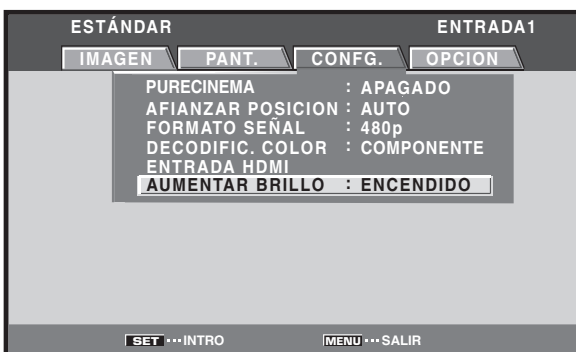 ESTÁNDAR ENTRADA1
IMAGEN PANT. CONFG. OPCION
PURECINEMA : APAGADO
AFIANZAR POSICION : AUTO
FORMATO SEÑAL : 480p
DECODIFIC. COLOR : COMPONENTE
ENTRADA HDMI
AUMENTAR BRILLO : ENCENDIDO
SET ···INTRO MENU ···SALIR